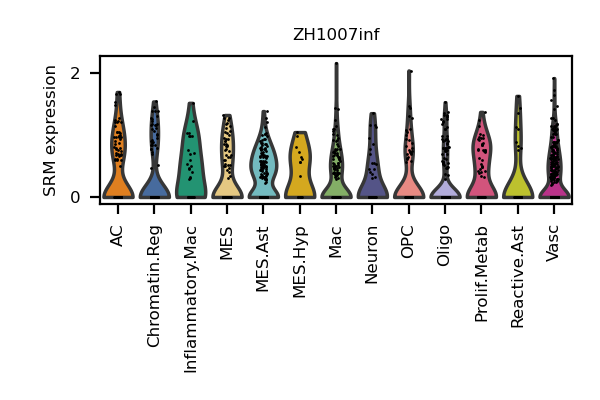 ZH1007inf
SRM expression
2
0
AC
Chromatin.Reg
Inflammatory.Mac
MES
MES.Ast
MES.Hyp
Mac
Neuron
OPC
Oligo
Prolif.Metab
Reactive.Ast
Vasc